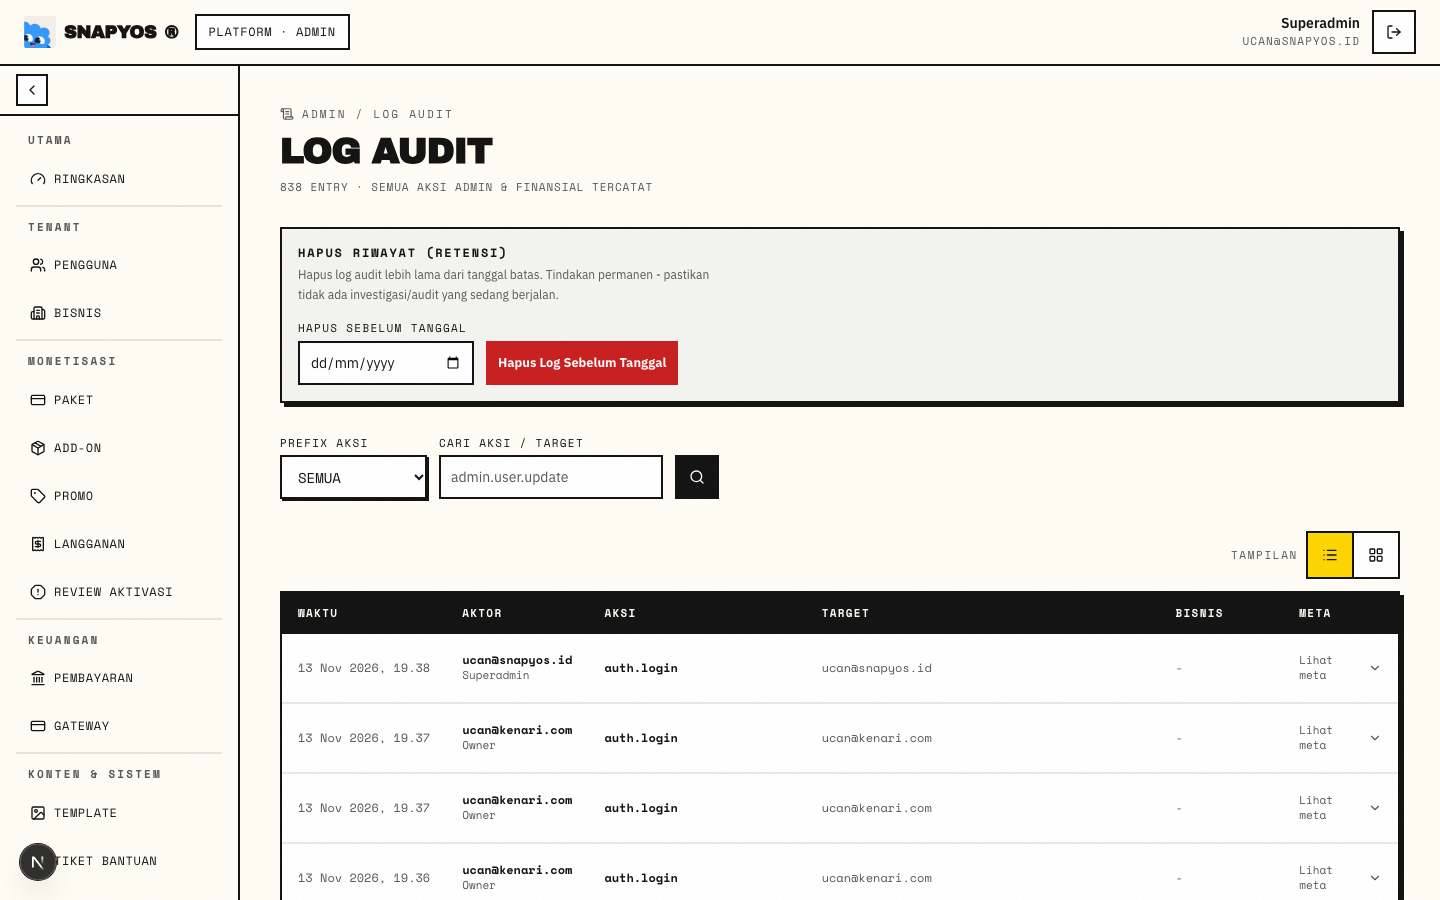 SNAPYOS ®
PLATFORM · ADMIN
Superadmin
UCAN@SNAPYOS.ID
UTAMA
RINGKASAN
TENANT
PENGGUNA
BISNIS
MONETISASI
PAKET
ADD-ON
PROMO
LANGGANAN
REVIEW AKTIVASI
KEUANGAN
PEMBAYARAN
GATEWAY
KONTEN & SISTEM
TEMPLATE
TIKET BANTUAN
N
ADMIN / LOG AUDIT
LOG AUDIT
838 ENTRY · SEMUA AKSI ADMIN & FINANSIAL TERCATAT
HAPUS RIWAYAT (RETENSI)
Hapus log audit lebih lama dari tanggal batas. Tindakan permanen - pastikan
tidak ada investigasi/audit yang sedang berjalan.
HAPUS SEBELUM TANGGAL
dd/mm/yyyy
Hapus Log Sebelum Tanggal
PREFIX AKSI
CARI AKSI / TARGET
SEMUA
admin.user.update
TAMPILAN
WAKTU AKTOR AKSI TARGET BISNIS META
13 Nov 2026, 19.38 ucan@snapyos.id Superadmin auth.login ucan@snapyos.id - Lihat meta
13 Nov 2026, 19.37 ucan@kenari.com Owner auth.login ucan@kenari.com - Lihat meta
13 Nov 2026, 19.37 ucan@kenari.com Owner auth.login ucan@kenari.com - Lihat meta
13 Nov 2026, 19.36 ucan@kenari.com Owner auth.login ucan@kenari.com - Lihat meta